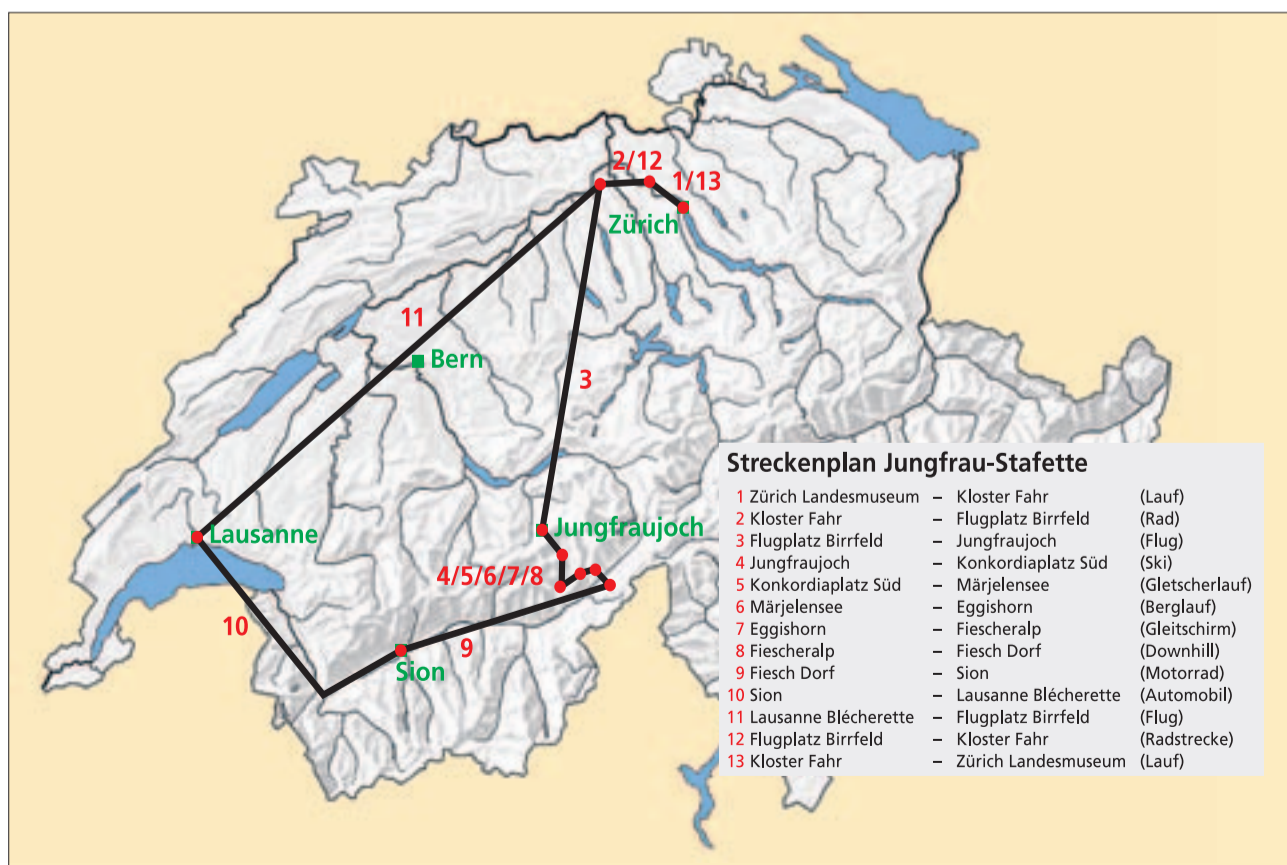 2/12
1/13
Zürich
11
Bern
3
Lausanne
Jungfraujoch
4/5/6/7/8
10
9
Sion
Streckenplan Jungfrau-Stafette
1 Zürich Landesmuseum – Kloster Fahr (Lauf)
2 Kloster Fahr – Flugplatz Birrfeld (Rad)
3 Flugplatz Birrfeld – Jungfraujoch (Flug)
4 Jungfraujoch – Konkordiaplatz Süd (Ski)
5 Konkordiaplatz Süd – Märjelensee (Gletscherlauf)
6 Märjelensee – Eggishorn (Berglauf)
7 Eggishorn – Fiescheralp (Gleitschirm)
8 Fiescheralp – Fiesch Dorf (Downhill)
9 Fiesch Dorf – Sion (Motorrad)
10 Sion – Lausanne Blécherette (Automobil)
11 Lausanne Blécherette – Flugplatz Birrfeld (Flug)
12 Flugplatz Birrfeld – Kloster Fahr (Radstrecke)
13 Kloster Fahr – Zürich Landesmuseum (Lauf)